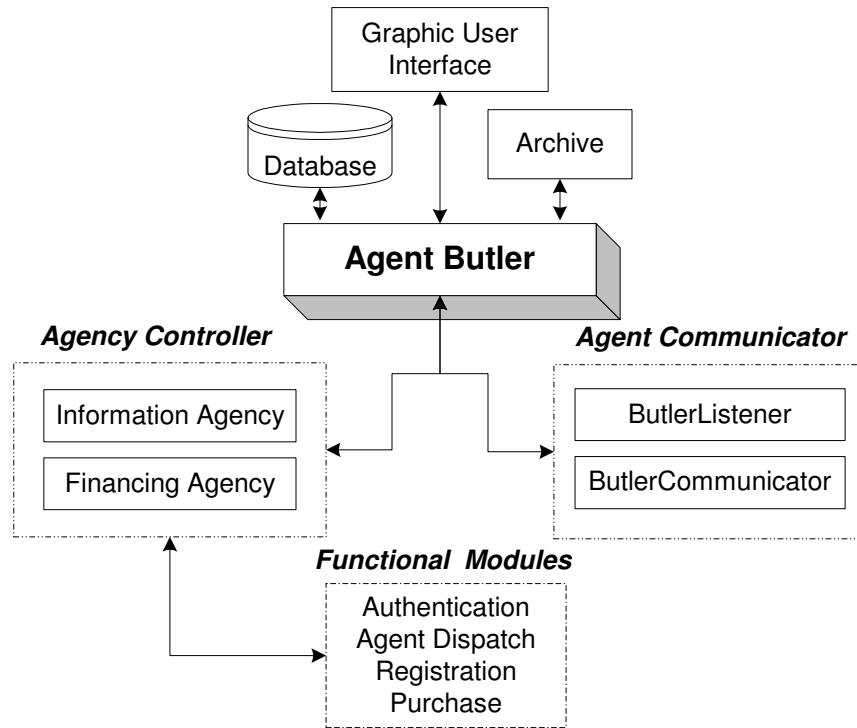 Graphic User
Interface
Database
Archive
Agent Butler
Agency Controller
Information Agency
Financing Agency
Agent Communicator
ButlerListener
ButlerCommunicator
Functional Modules
Authentication
Agent Dispatch
Registration
Purchase